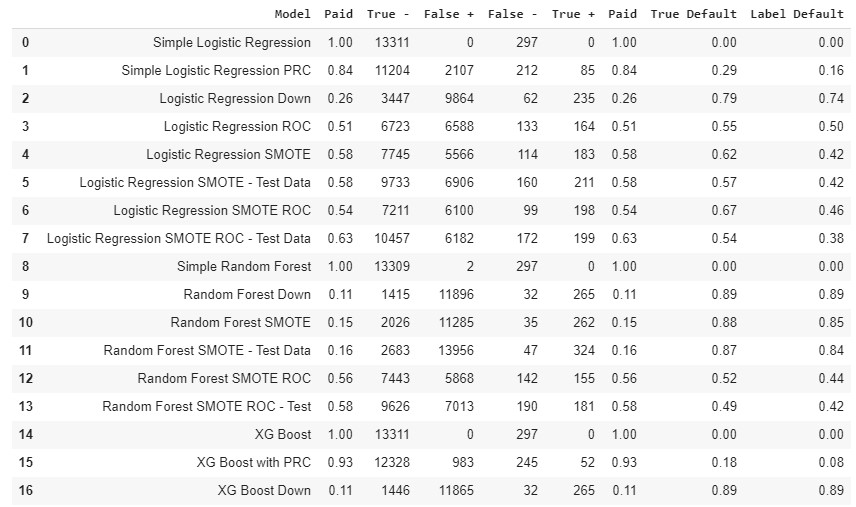 Model Paid True - False + False - True + Paid True Default Label Default
0 Simple Logistic Regression 1.00 13311 0 297 0 1.00 0.00 0.00
1 Simple Logistic Regression PRC 0.84 11204 2107 212 85 0.84 0.29 0.16
2 Logistic Regression Down 0.26 3447 9864 62 235 0.26 0.79 0.74
3 Logistic Regression ROC 0.51 6723 6588 133 164 0.51 0.55 0.50
4 Logistic Regression SMOTE 0.58 7745 5566 114 183 0.58 0.62 0.42
5 Logistic Regression SMOTE - Test Data 0.58 9733 6906 160 211 0.58 0.57 0.42
6 Logistic Regression SMOTE ROC 0.54 7211 6100 99 198 0.54 0.67 0.46
7 Logistic Regression SMOTE ROC - Test Data 0.63 10457 6182 172 199 0.63 0.54 0.38
8 Simple Random Forest 1.00 13309 2 297 0 1.00 0.00 0.00
9 Random Forest Down 0.11 1415 11896 32 265 0.11 0.89 0.89
10 Random Forest SMOTE 0.15 2026 11285 35 262 0.15 0.88 0.85
11 Random Forest SMOTE - Test Data 0.16 2683 13956 47 324 0.16 0.87 0.84
12 Random Forest SMOTE ROC 0.56 7443 5868 142 155 0.56 0.52 0.44
13 Random Forest SMOTE ROC - Test 0.58 9626 7013 190 181 0.58 0.49 0.42
14 XG Boost 1.00 13311 0 297 0 1.00 0.00 0.00
15 XG Boost with PRC 0.93 12328 983 245 52 0.93 0.18 0.08
16 XG Boost Down 0.11 1446 11865 32 265 0.11 0.89 0.89